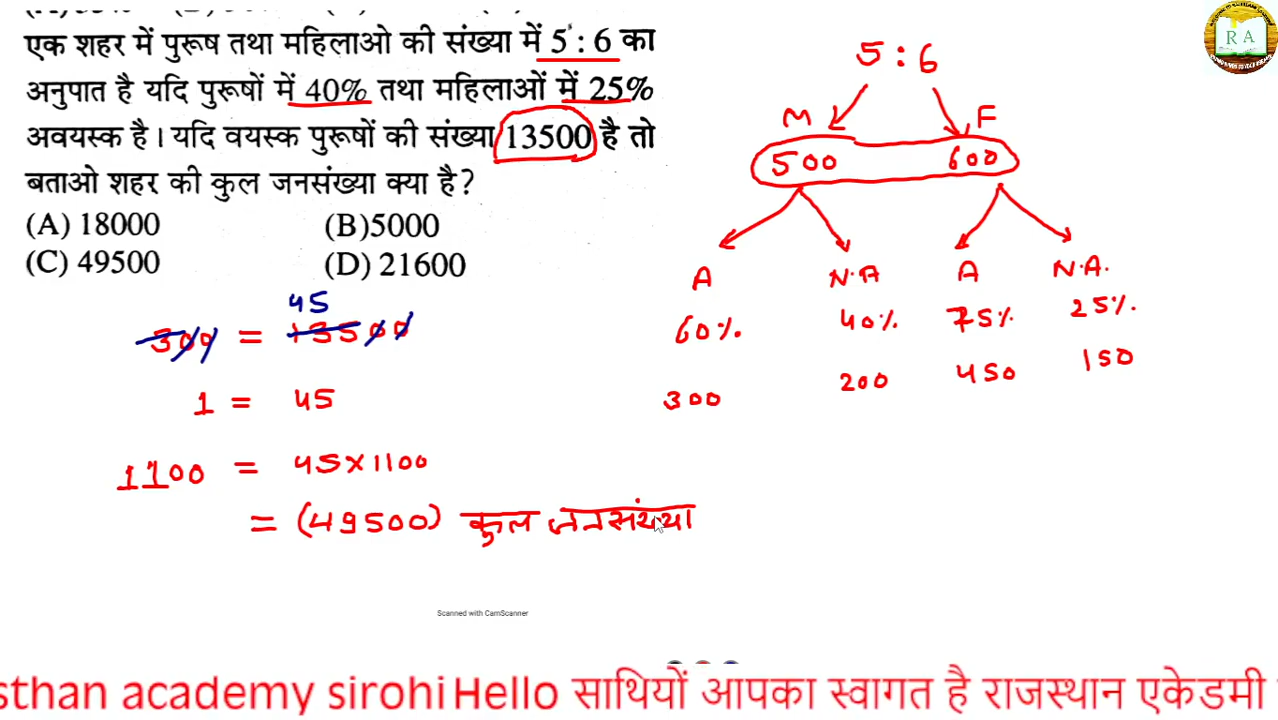 एक शहर में पुरूष तथा महिलाओ की संख्या में 5 : 6 का
अनुपात है यदि पुरूषों में 40% तथा महिलाओं में 25%
अवयस्क है। यदि वयस्क पुरूषों की संख्या 13500 है तो
बताओ शहर की कुल जनसंख्या क्या है?
(A) 18000 (B)5000
(C) 49500 (D) 21600
45
300 = 13500
1 = 45
1100 = 45×1100
= (49500) कुल जनसंख्या
5 : 6
M F
500 600
A N.A A N.A.
60% 40% 75% 25%
300 200 450 150
R A
Scanned with CamScanner
sthan academy sirohi Hello साथियों आपका स्वागत है राजस्थान एकेडमी